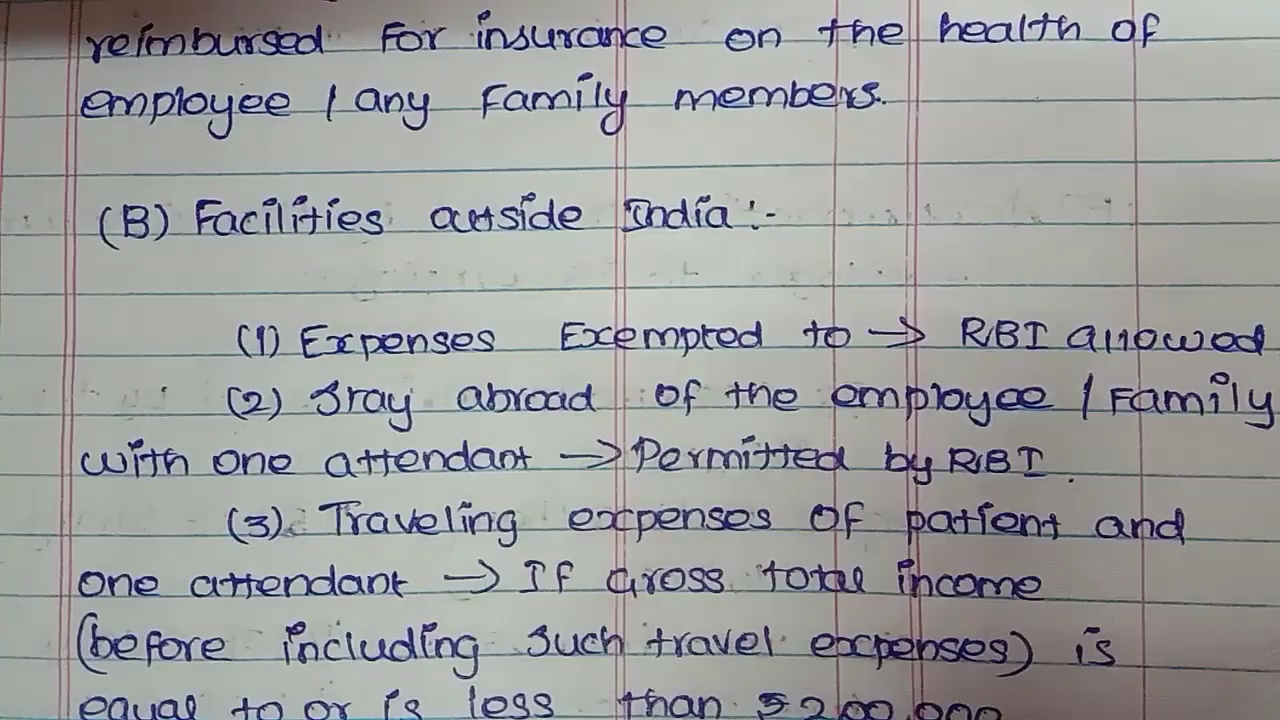 reimbursed for insurance on the health of
employee / any family members.
(B) Facilities outside India :-
(1) Expenses Exempted to → RBI allowed
(2) Stay abroad of the employee / Family
with one attendant → Permitted by RBI.
(3) Traveling expenses of patient and
one attendant → If Gross total income
(before including such travel expenses) is
equal to or is less than ₹ 200,000